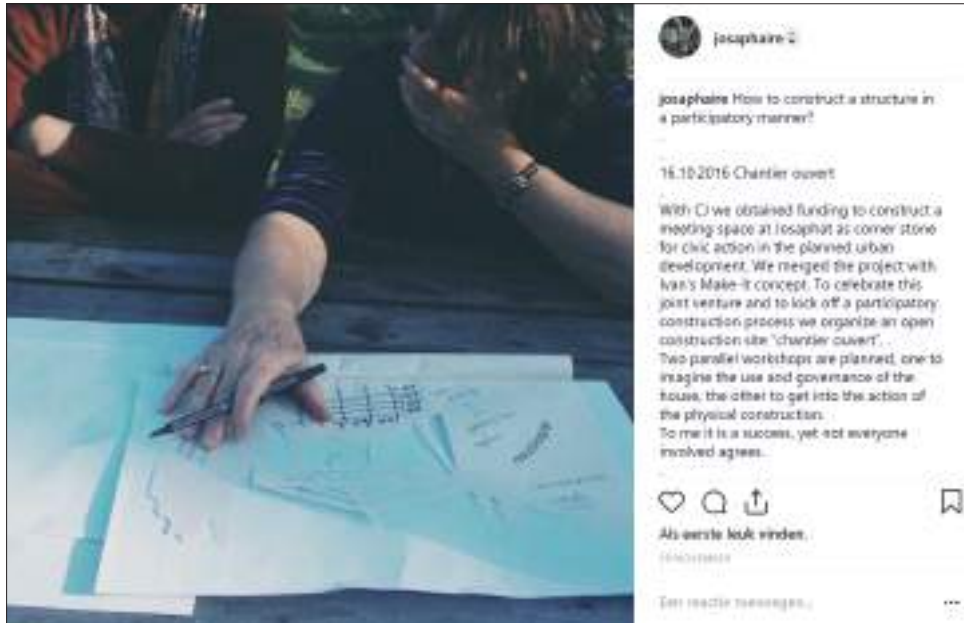 josaphaire
josaphaire How to construct a structure in
a participatory manner?
16.10.2016 Chantier ouvert
With CJ we obtained funding to construct a
meeting space at Josaphat as corner stone
for civic action in the planned urban
development. We merged the project with
Ivan's Make-It concept. To celebrate this
joint venture and to kick off a participatory
construction process we organize an open
construction site "chantier ouvert".
Two parallel workshops are planned, one to
imagine the use and governance of the
house, the other to get into the action of
the physical construction.
To me it is a success, yet not everyone
involved agrees.
Als eerste leuk vinden.
Een reactie toevoegen...